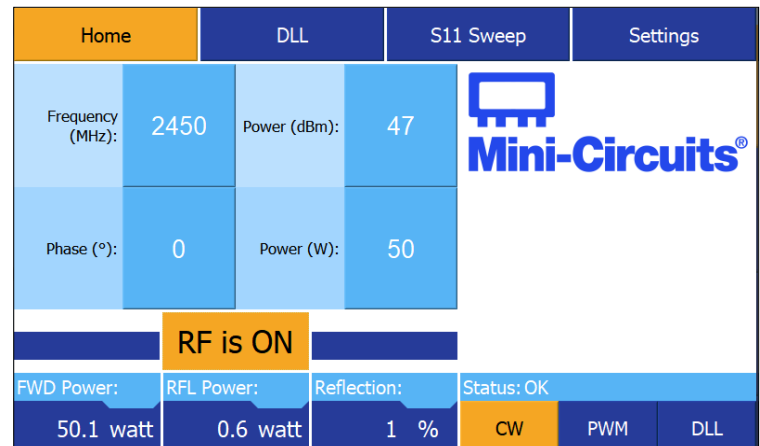 Home DLL S11 Sweep Settings
Frequency (MHz): 2450 Power (dBm): 47
Mini-Circuits®
Phase (°): 0 Power (W): 50
RF is ON
FWD Power: RFL Power: Reflection: Status: OK
50.1 watt 0.6 watt 1 % CW PWM DLL